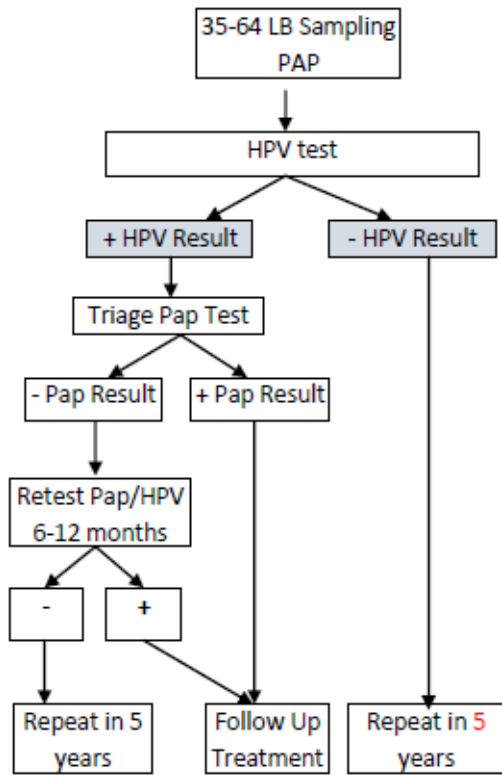 35-64 LB Sampling
PAP
HPV test
+ HPV Result
- HPV Result
Triage Pap Test
- Pap Result
+ Pap Result
Retest Pap/HPV
6-12 months
-
+
Repeat in 5
years
Follow Up
Treatment
Repeat in 5
years